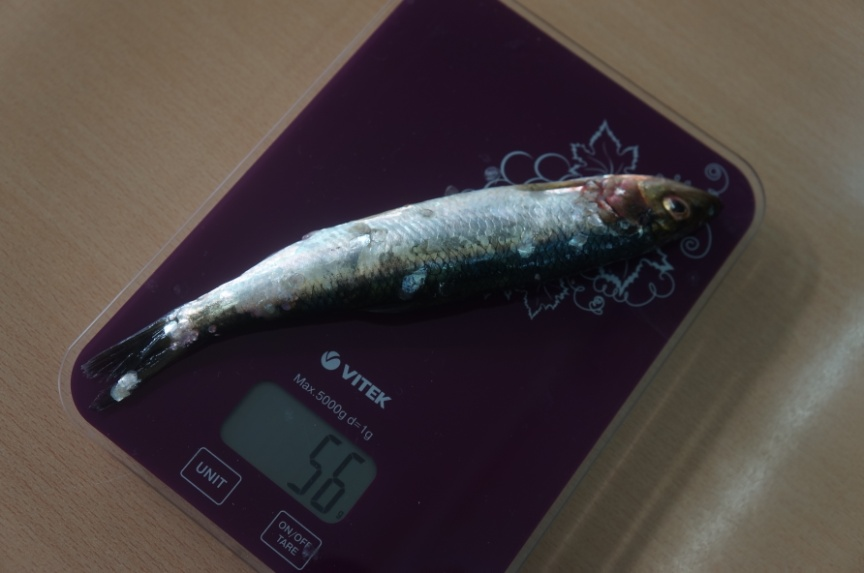 VITEK
Max.5000g d=1g
56
UNIT
ON/OFF
TARE